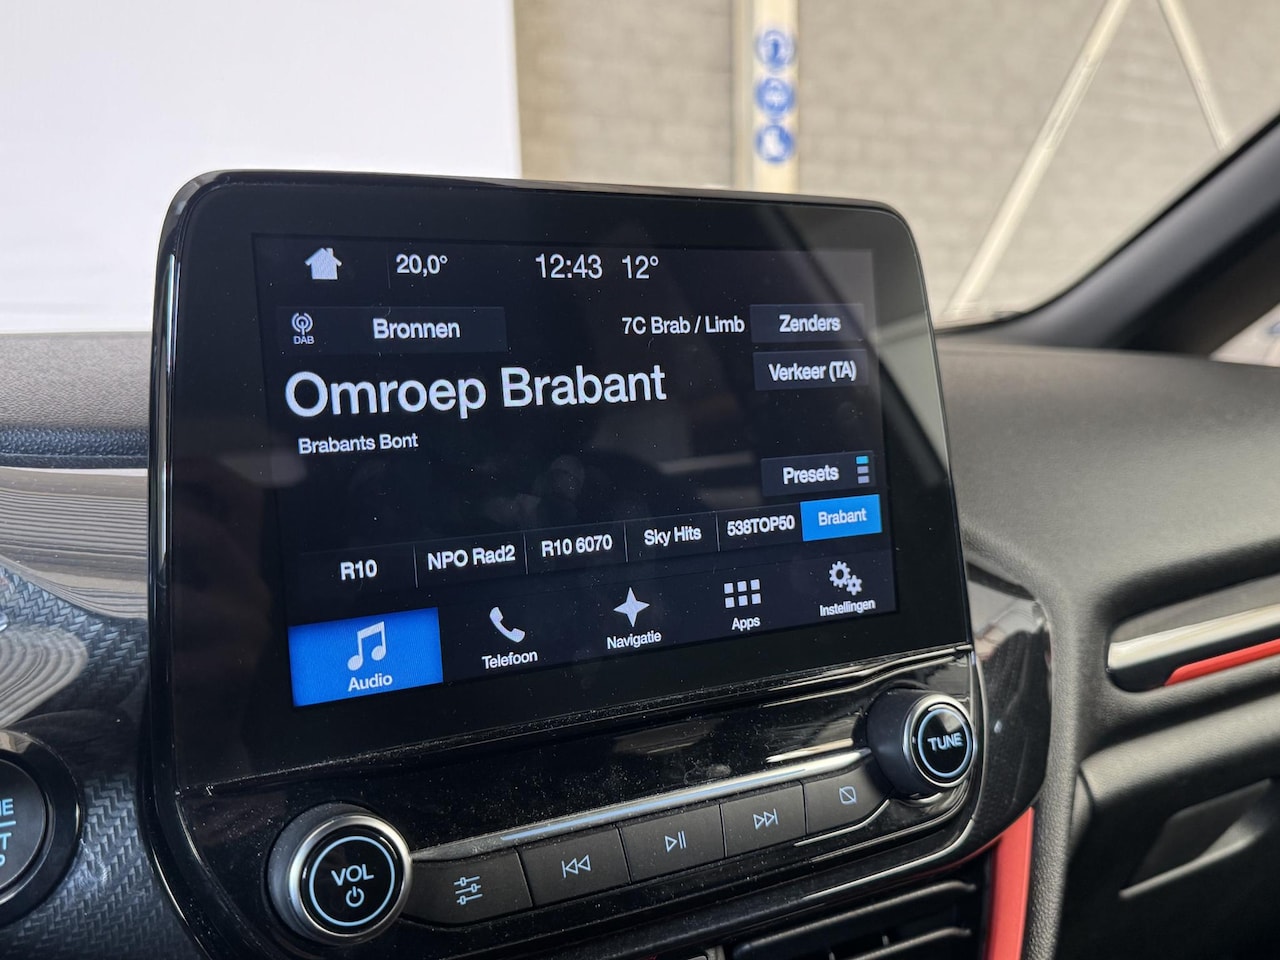 20,0° 12:43 12°
DAB Bronnen 7C Brab / Limb Zenders
Omroep Brabant Verkeer (TA)
Brabants Bont
Presets
R10 NPO Rad2 R10 6070 Sky Hits 538TOP50 Brabant
Audio Telefoon Navigatie Apps Instellingen
TUNE
VOL